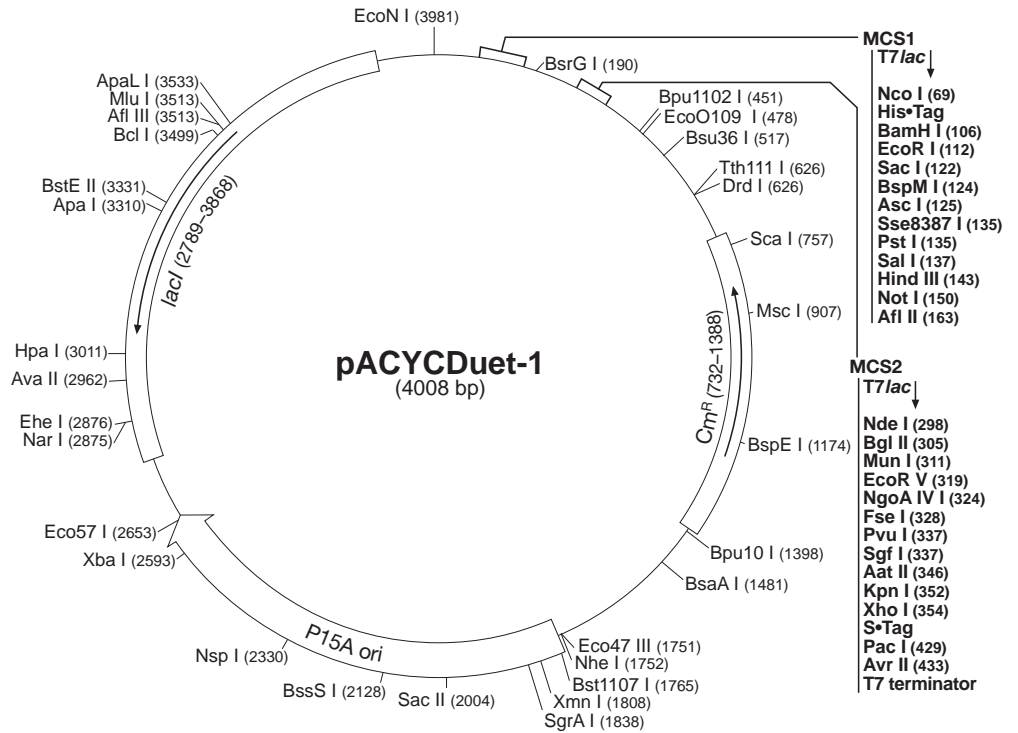 EcoN I (3981)
ApaL I (3533)
Mlu I (3513)
Afl III (3513)
Bcl I (3499)
BstE II (3331)
Apa I (3310)
lacI (2789–3868)
Hpa I (3011)
Ava II (2962)
Ehe I (2876)
Nar I (2875)
Eco57 I (2653)
Xba I (2593)
P15A ori
Nsp I (2330)
BssS I (2128)
Sac II (2004)
SgrA I (1838)
Xmn I (1808)
Bst1107 I (1765)
Nhe I (1752)
Eco47 III (1751)
BsaA I (1481)
Bpu10 I (1398)
BspE I (1174)
CmR (732–1388)
Msc I (907)
Sca I (757)
Drd I (626)
Tth111 I (626)
Bsu36 I (517)
EcoO109 I (478)
Bpu1102 I (451)
BsrG I (190)
pACYCDuet-1
(4008 bp)
MCS1
T7lac
Nco I (69)
His•Tag
BamH I (106)
EcoR I (112)
Sac I (122)
BspM I (124)
Asc I (125)
Sse8387 I (135)
Pst I (135)
Sal I (137)
Hind III (143)
Not I (150)
Afl II (163)
MCS2
T7lac
Nde I (298)
Bgl II (305)
Mun I (311)
EcoR V (319)
NgoA IV I (324)
Fse I (328)
Pvu I (337)
Sgf I (337)
Aat II (346)
Kpn I (352)
Xho I (354)
S•Tag
Pac I (429)
Avr II (433)
T7 terminator